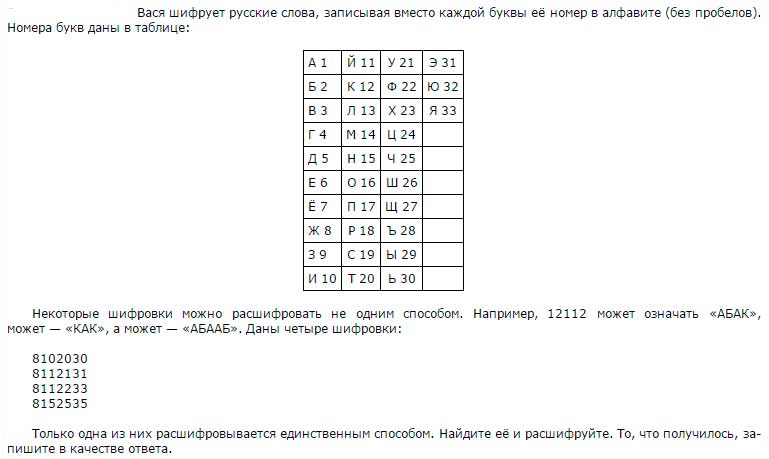 Вася шифрует русские слова, записывая вместо каждой буквы её номер в алфавите (без пробелов).
Номера букв даны в таблице:
А 1 Й 11 У 21 Э 31
Б 2 К 12 Ф 22 Ю 32
В 3 Л 13 Х 23 Я 33
Г 4 М 14 Ц 24
Д 5 Н 15 Ч 25
Е 6 О 16 Ш 26
Ё 7 П 17 Щ 27
Ж 8 Р 18 Ъ 28
З 9 С 19 Ы 29
И 10 Т 20 Ь 30
Некоторые шифровки можно расшифровать не одним способом. Например, 12112 может означать «АБАК»,
может — «КАК», а может — «АБААБ». Даны четыре шифровки:
8102030
8112131
8112233
8152535
Только одна из них расшифровывается единственным способом. Найдите её и расшифруйте. То, что получилось, за-
пишите в качестве ответа.